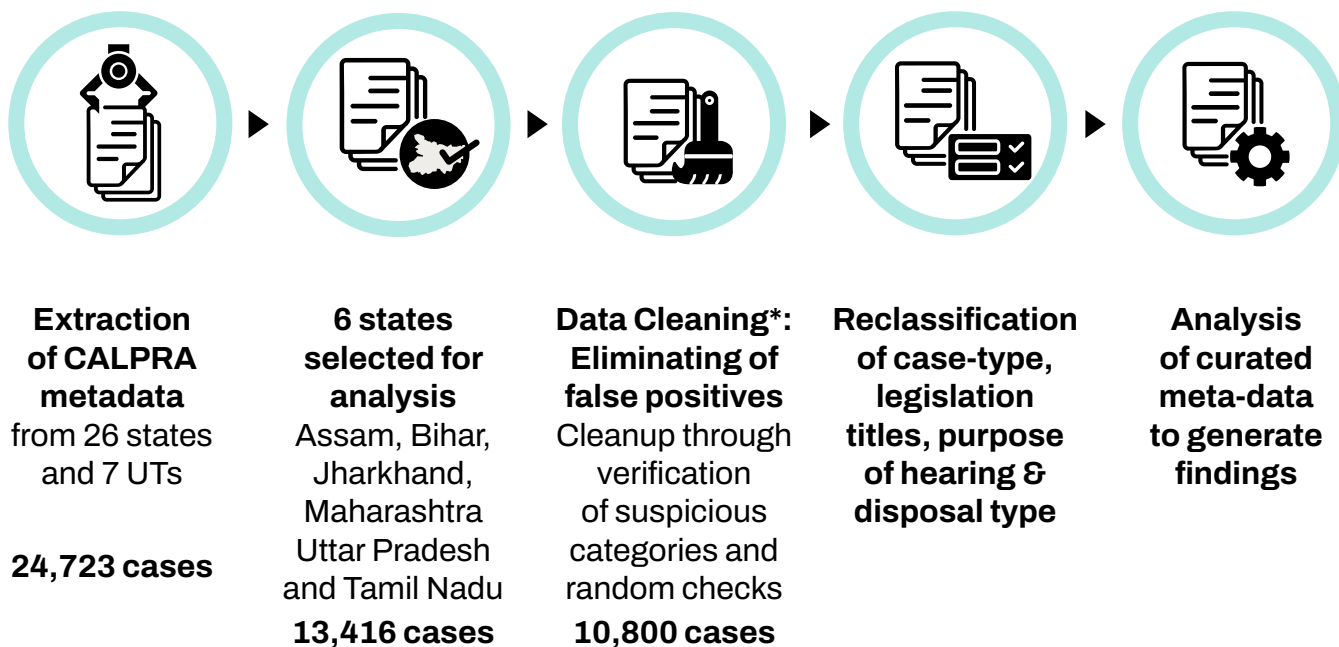 Extraction
of CALPRA
metadata
from 26 states
and 7 UTs
24,723 cases
6 states
selected for
analysis
Assam, Bihar,
Jharkhand,
Maharashtra
Uttar Pradesh
and Tamil Nadu
13,416 cases
Data Cleaning*:
Eliminating of
false positives
Cleanup through
verification
of suspicious
categories and
random checks
10,800 cases
Reclassification
of case-type,
legislation
titles, purpose
of hearing &
disposal type
Analysis
of curated
meta-data
to generate
findings